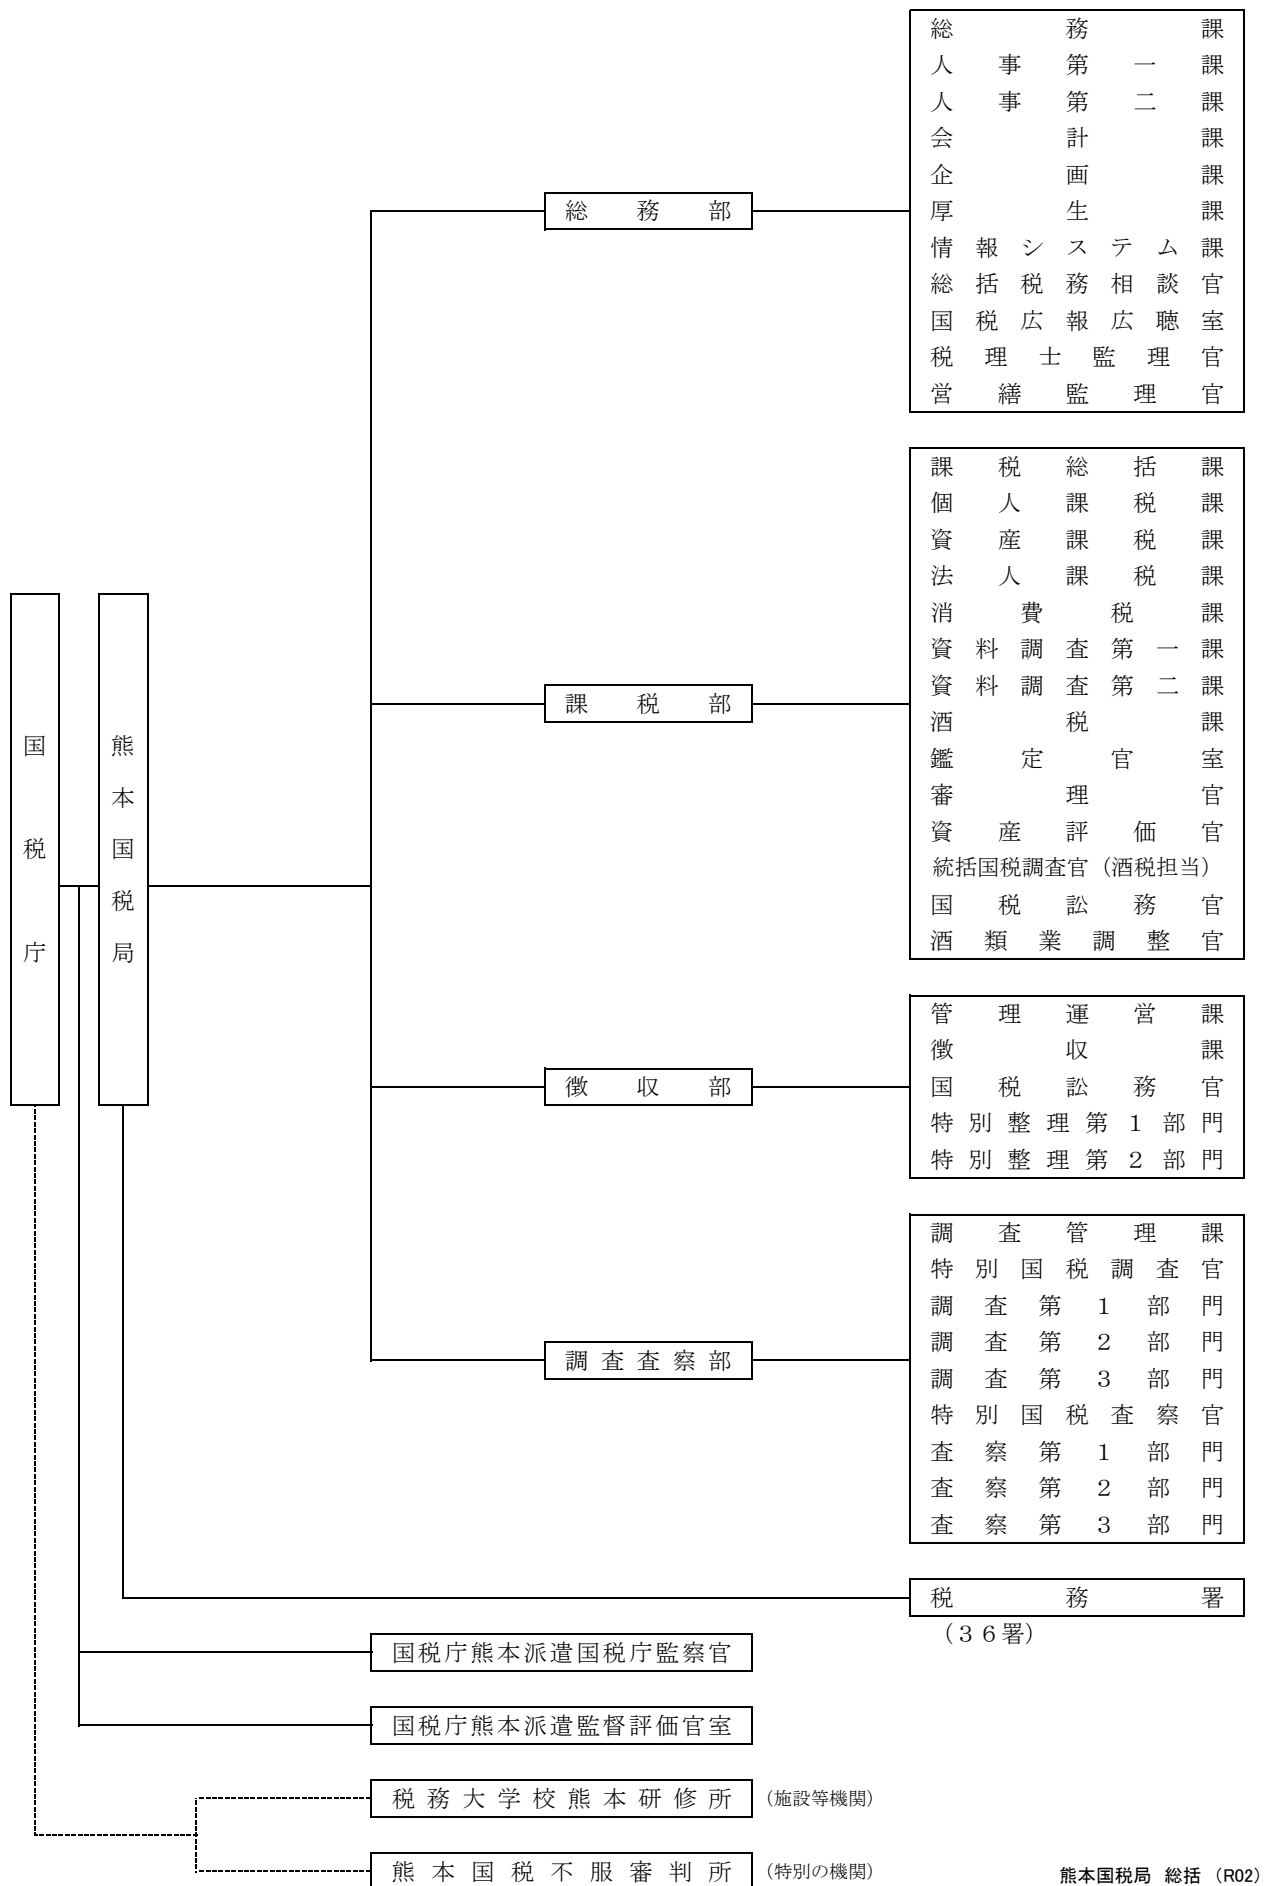 国税庁
熊本国税局
総務部
総務課
人事第一課
人事第二課
会計課
企画課
厚生課
情報システム課
総括税務相談官
国税広報広聴室
税理士監理官
営繕監理官
課税部
課税総括課
個人課税課
資産課税課
法人課税課
消費税課
資料調査第一課
資料調査第二課
酒税課
鑑定官室
審理官
資産評価官
統括国税調査官（酒税担当）
国税訟務官
酒類業調整官
徴収部
管理運営課
徴収課
国税訟務官
特別整理第１部門
特別整理第２部門
調査査察部
調査管理課
特別国税調査官
調査第１部門
調査第２部門
調査第３部門
特別国税査察官
査察第１部門
査察第２部門
査察第３部門
税務署
（３６署）
国税庁熊本派遣国税庁監察官
国税庁熊本派遣監督評価官室
税務大学校熊本研修所 （施設等機関）
熊本国税不服審判所 （特別の機関）
熊本国税局 総括 （R02）